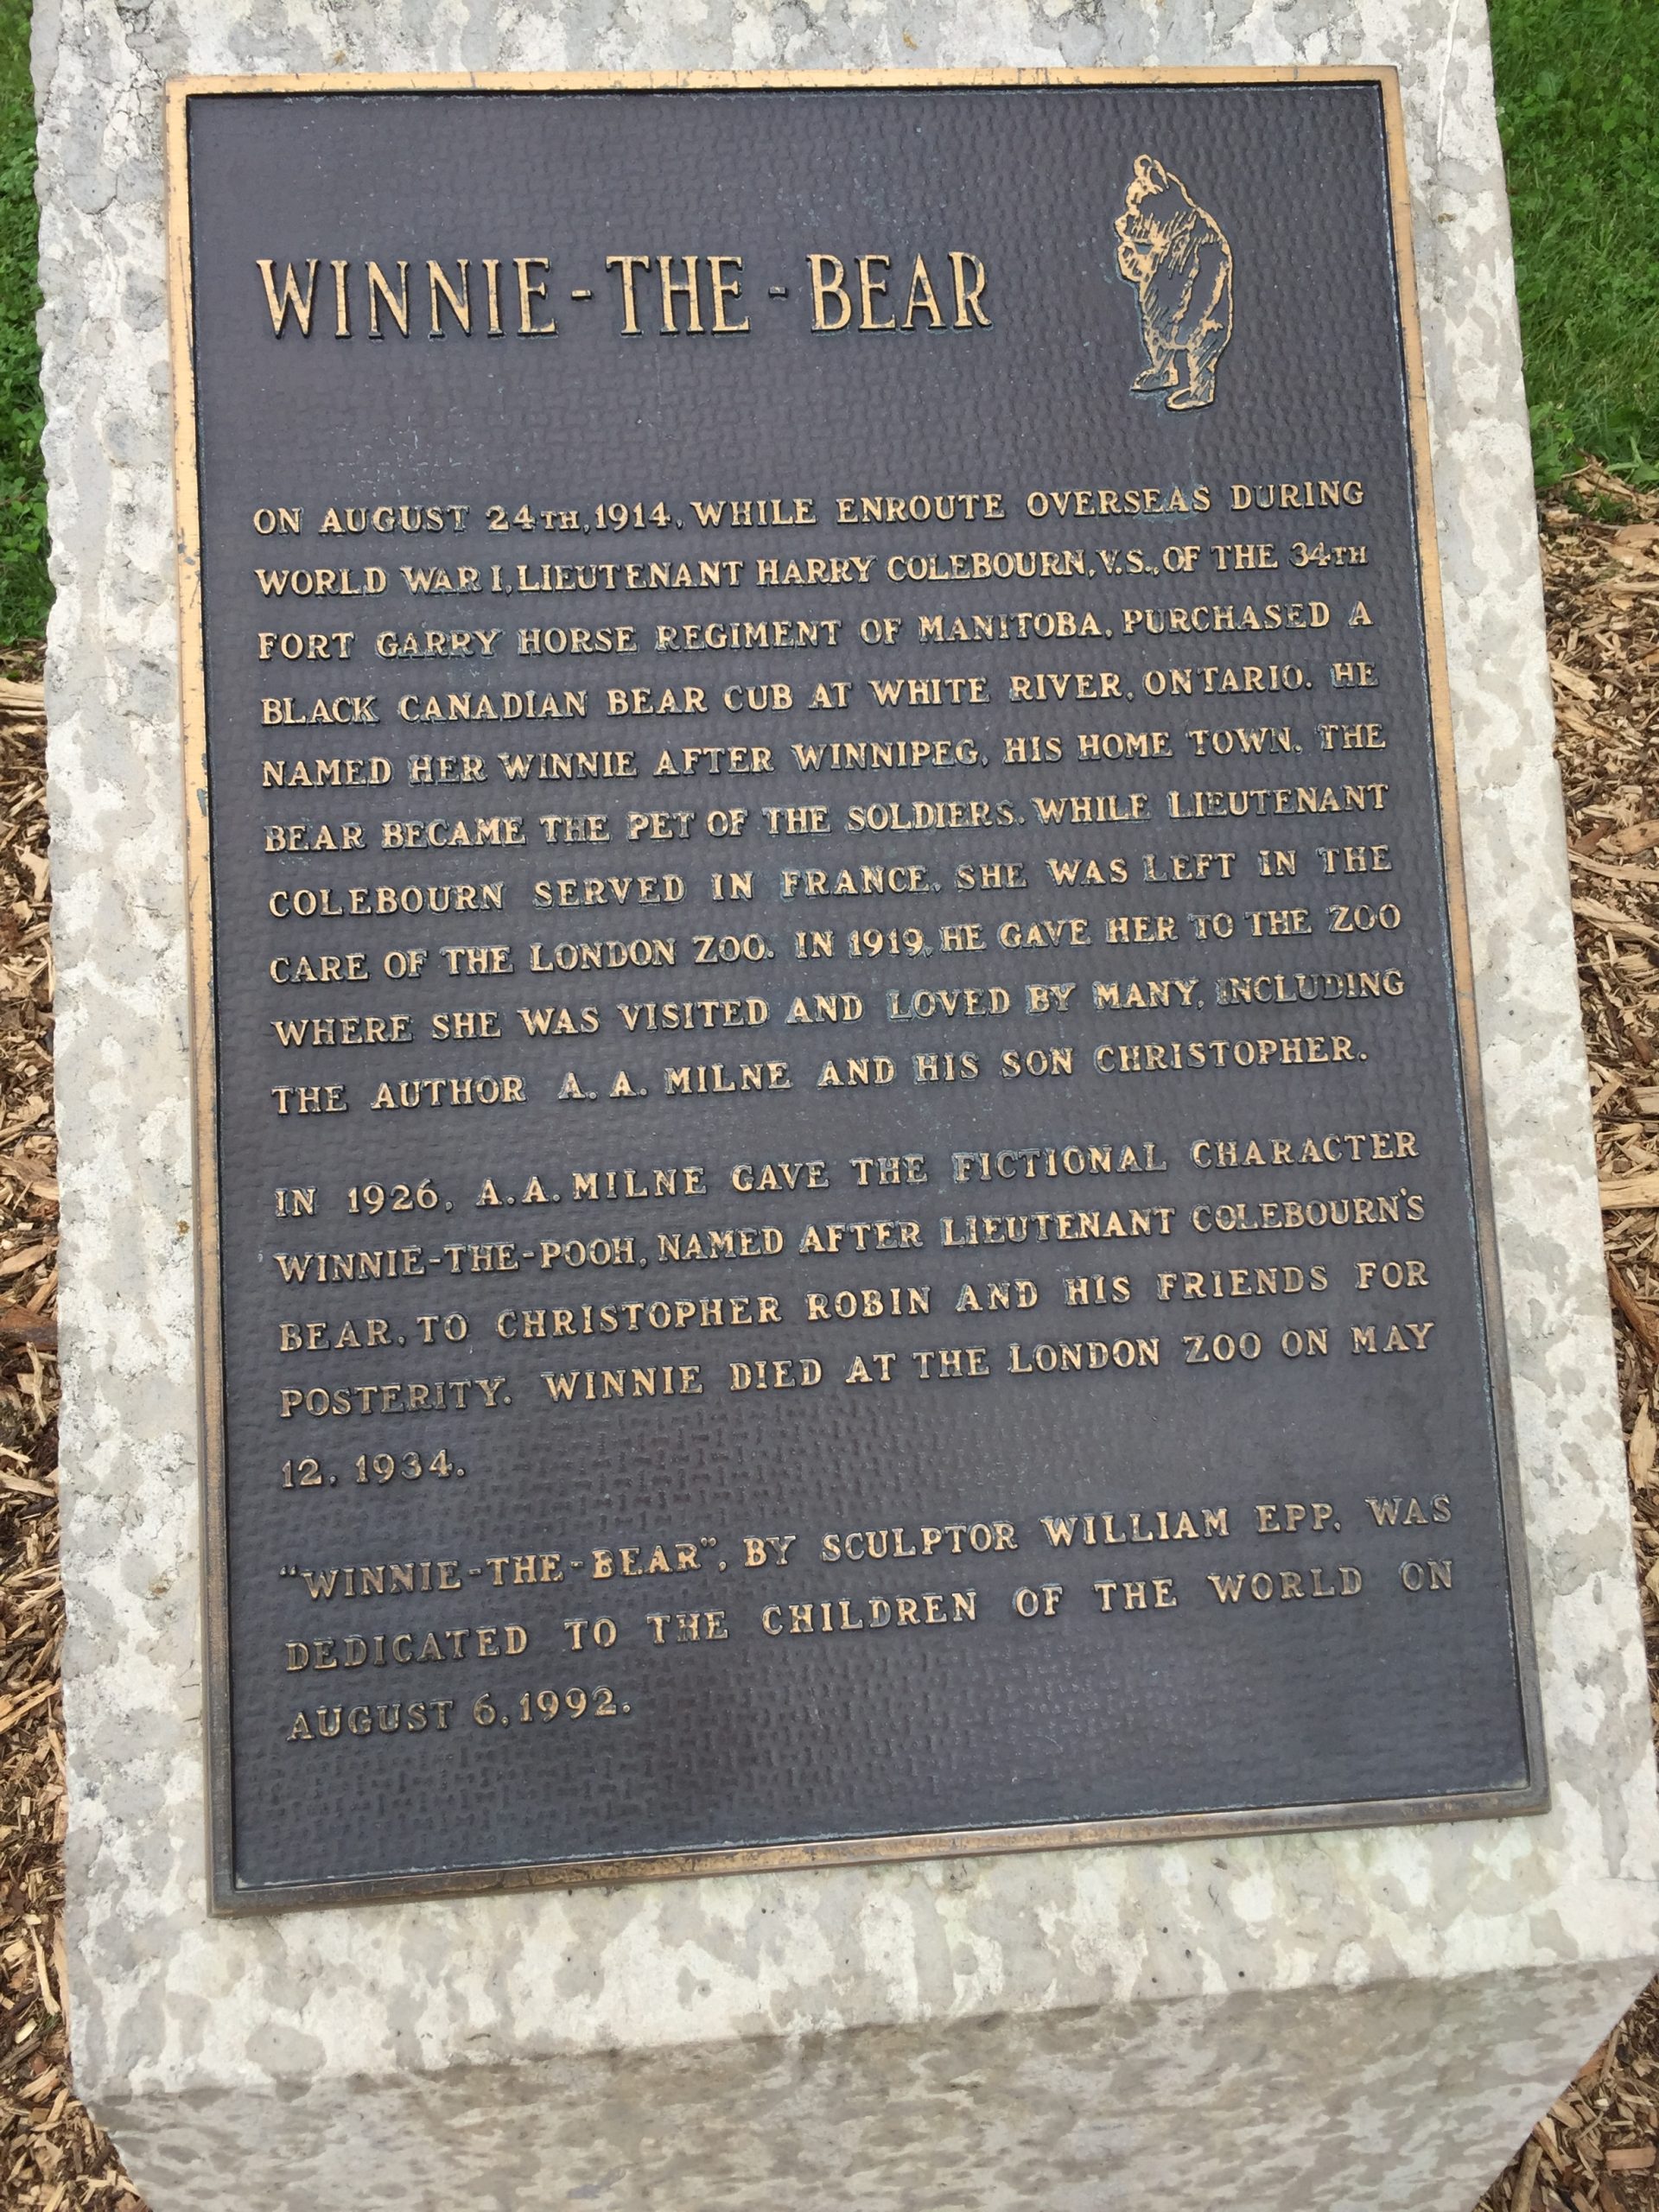 WINNIE-THE-BEAR
ON AUGUST 24TH, 1914, WHILE ENROUTE OVERSEAS DURING
WORLD WAR I, LIEUTENANT HARRY COLEBOURN, V.S., OF THE 34TH
FORT GARRY HORSE REGIMENT OF MANITOBA, PURCHASED A
BLACK CANADIAN BEAR CUB AT WHITE RIVER, ONTARIO. HE
NAMED HER WINNIE AFTER WINNIPEG, HIS HOME TOWN. THE
BEAR BECAME THE PET OF THE SOLDIERS. WHILE LIEUTENANT
COLEBOURN SERVED IN FRANCE, SHE WAS LEFT IN THE
CARE OF THE LONDON ZOO. IN 1919, HE GAVE HER TO THE ZOO
WHERE SHE WAS VISITED AND LOVED BY MANY, INCLUDING
THE AUTHOR A. A. MILNE AND HIS SON CHRISTOPHER.
IN 1926, A.A. MILNE GAVE THE FICTIONAL CHARACTER
WINNIE-THE-POOH, NAMED AFTER LIEUTENANT COLEBOURN'S
BEAR, TO CHRISTOPHER ROBIN AND HIS FRIENDS FOR
POSTERITY. WINNIE DIED AT THE LONDON ZOO ON MAY
12, 1934.
"WINNIE-THE-BEAR", BY SCULPTOR WILLIAM EPP, WAS
DEDICATED TO THE CHILDREN OF THE WORLD ON
AUGUST 6, 1992.